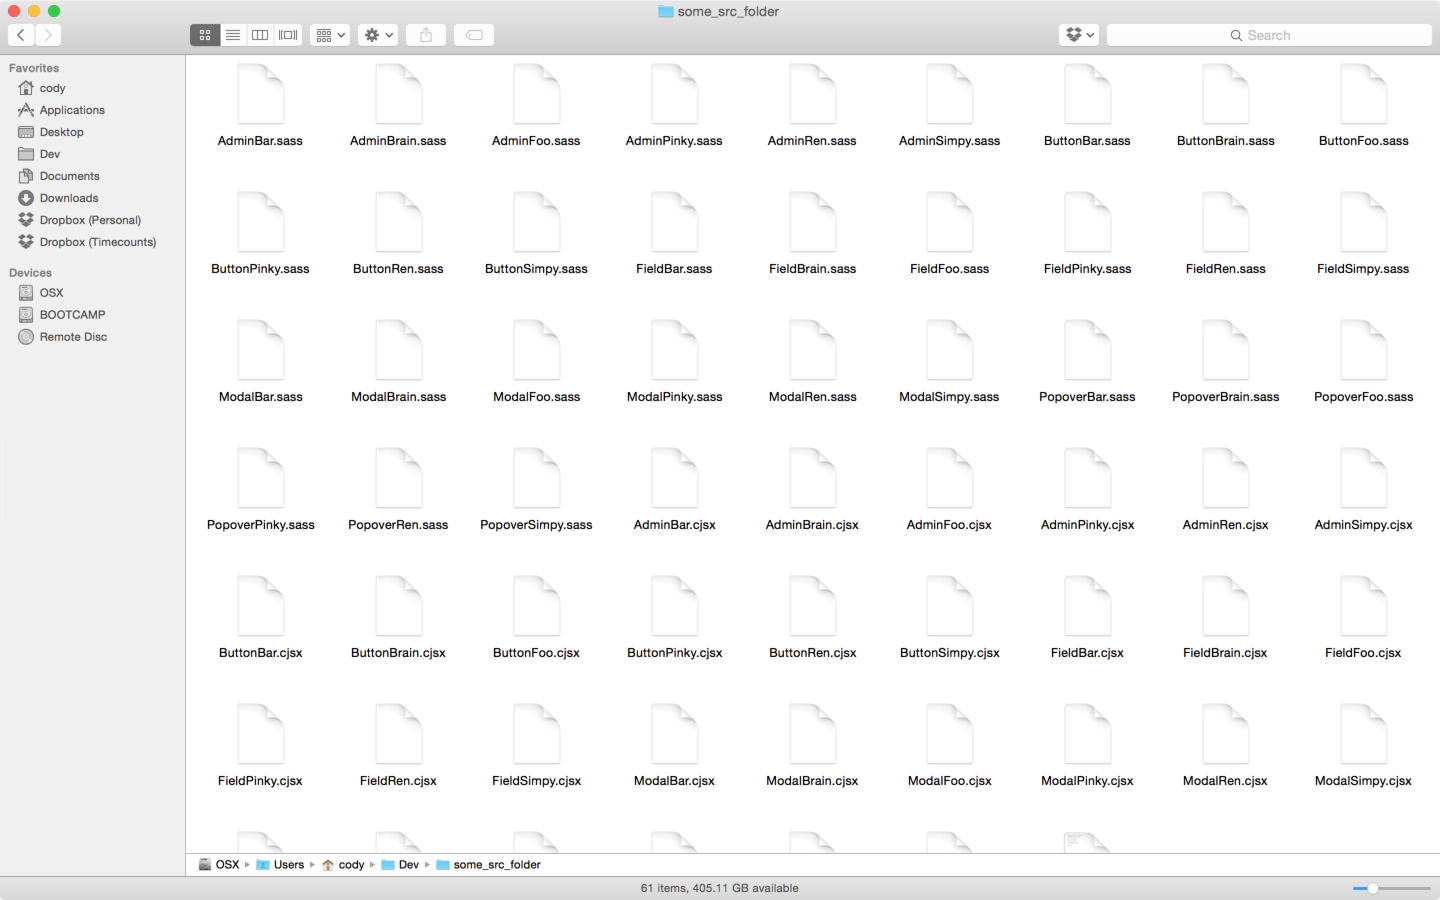 some_src_folder
Search
Favorites
cody
Applications
Desktop
Dev
Documents
Downloads
Dropbox (Personal)
Dropbox (Timecounts)
Devices
OSX
BOOTCAMP
Remote Disc
AdminBar.sass AdminBrain.sass AdminFoo.sass AdminPinky.sass AdminRen.sass AdminSimpy.sass ButtonBar.sass ButtonBrain.sass ButtonFoo.sass
ButtonPinky.sass ButtonRen.sass ButtonSimpy.sass FieldBar.sass FieldBrain.sass FieldFoo.sass FieldPinky.sass FieldRen.sass FieldSimpy.sass
ModalBar.sass ModalBrain.sass ModalFoo.sass ModalPinky.sass ModalRen.sass ModalSimpy.sass PopoverBar.sass PopoverBrain.sass PopoverFoo.sass
PopoverPinky.sass PopoverRen.sass PopoverSimpy.sass AdminBar.cjsx AdminBrain.cjsx AdminFoo.cjsx AdminPinky.cjsx AdminRen.cjsx AdminSimpy.cjsx
ButtonBar.cjsx ButtonBrain.cjsx ButtonFoo.cjsx ButtonPinky.cjsx ButtonRen.cjsx ButtonSimpy.cjsx FieldBar.cjsx FieldBrain.cjsx FieldFoo.cjsx
FieldPinky.cjsx FieldRen.cjsx FieldSimpy.cjsx ModalBar.cjsx ModalBrain.cjsx ModalFoo.cjsx ModalPinky.cjsx ModalRen.cjsx ModalSimpy.cjsx
OSX Users cody Dev some_src_folder
61 items, 405.11 GB available